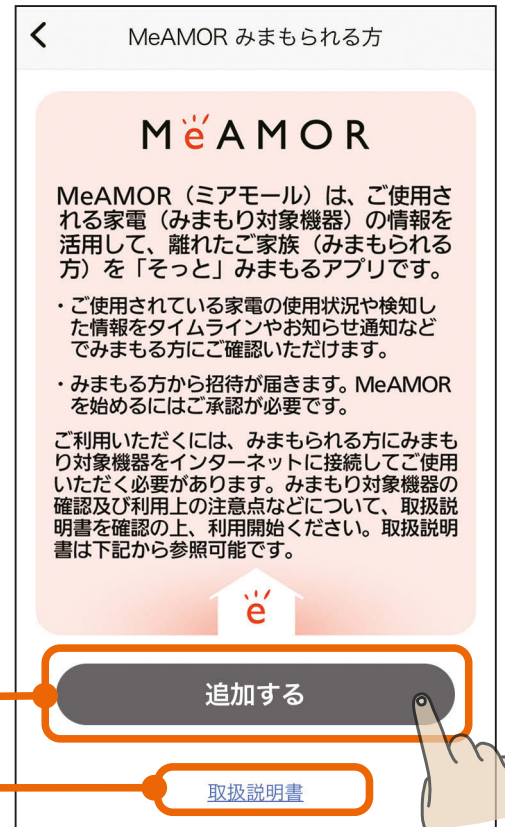 MeAMOR みまもられる方
MëAMOR
MeAMOR（ミアモール）は、ご使用さ
れる家電（みまもり対象機器）の情報を
活用して、離れたご家族（みまもられる
方）を「そっと」みまもるアプリです。
・ご使用されている家電の使用状況や検知し
た情報をタイムラインやお知らせ通知など
でみまもる方にご確認いただけます。
・みまもる方から招待が届きます。MeAMOR
を始めるにはご承認が必要です。
ご利用いただくには、みまもられる方にみまも
り対象機器をインターネットに接続してご使用
いただく必要があります。みまもり対象機器の
確認及び利用上の注意点などについて、取扱説
明書を確認の上、利用開始ください。取扱説明
書は下記から参照可能です。
ë
追加する
取扱説明書